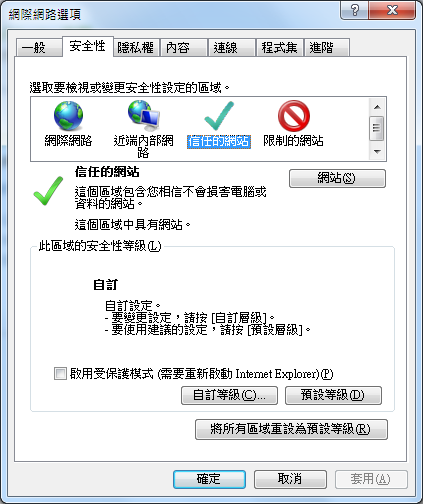 網際網路選項
一般 安全性 隱私權 內容 連線 程式集 進階
選取要檢視或變更安全性設定的區域。
網際網路 近端內部網路 信任的網站 限制的網站
信任的網站
網站(S)
這個區域包含您相信不會損害電腦或
資料的網站。
這個區域中具有網站。
此區域的安全性等級(L)
自訂
自訂設定。
- 要變更設定，請按 [自訂層級]。
- 要使用建議的設定，請按 [預設層級]。
啟用受保護模式 (需要重新啟動 Internet Explorer)(P)
自訂等級(C)... 預設等級(D)
將所有區域重設為預設等級(R)
確定 取消 套用(A)